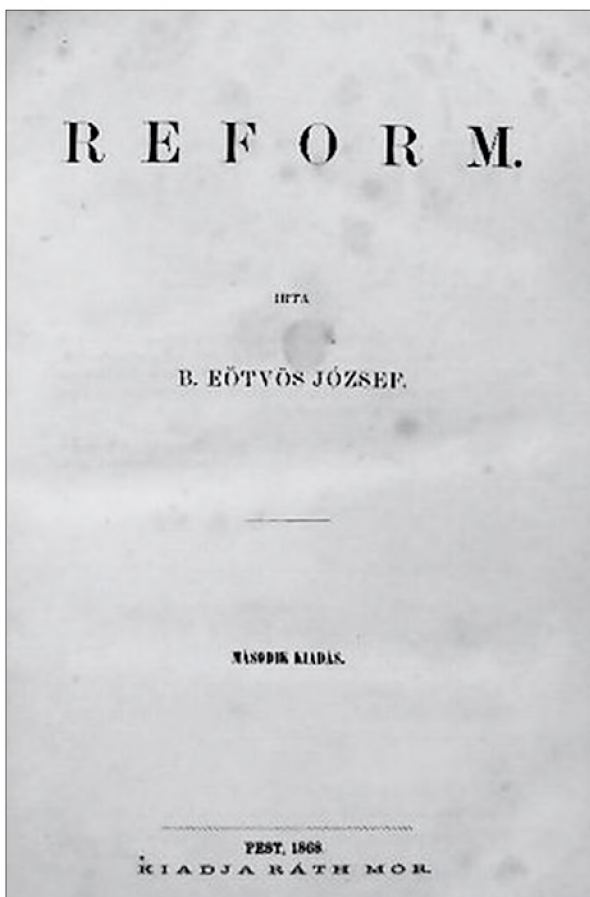 REFORM.
IRTA
B. EÖTVÖS JÓZSEF.
MÁSODIK KIADÁS.
PEST, 1868
KIADJA RÁTH MÓR.